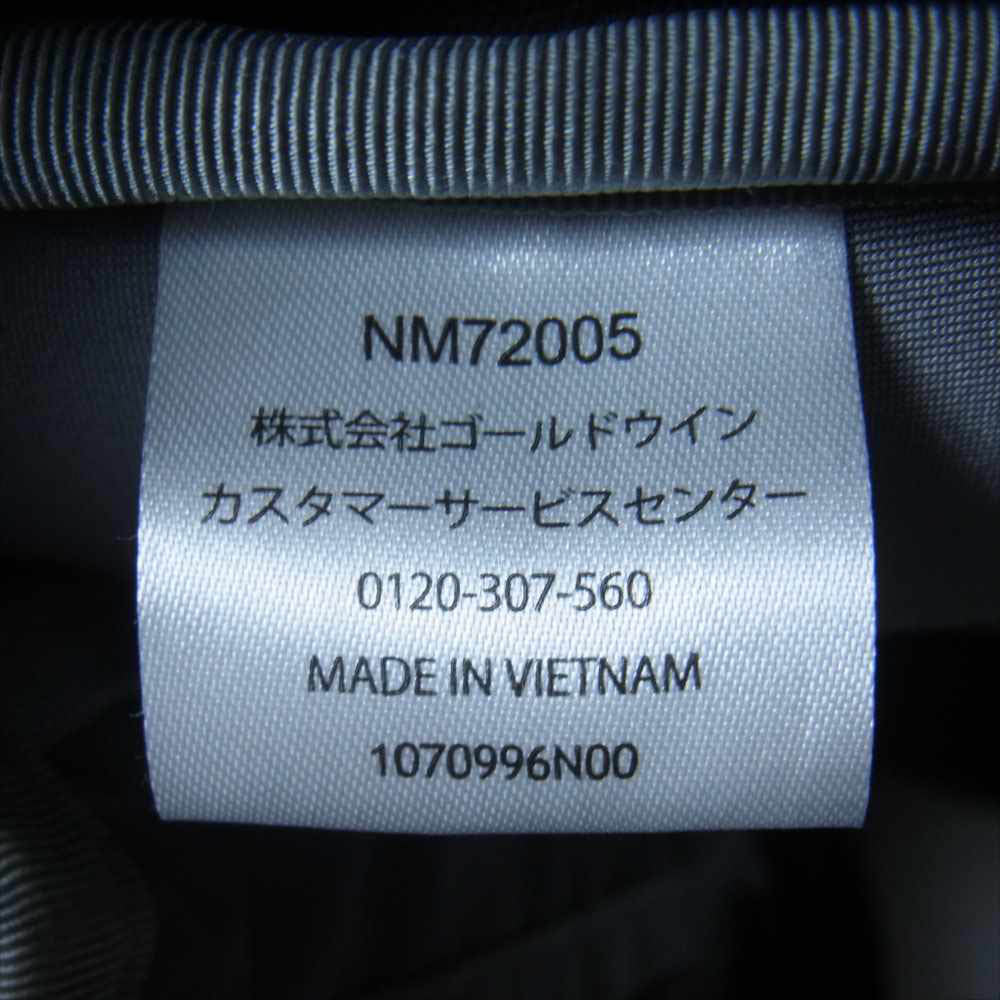 NM72005
株式会社ゴールドウイン
カスタマーサービスセンター
0120-307-560
MADE IN VIETNAM
1070996N00